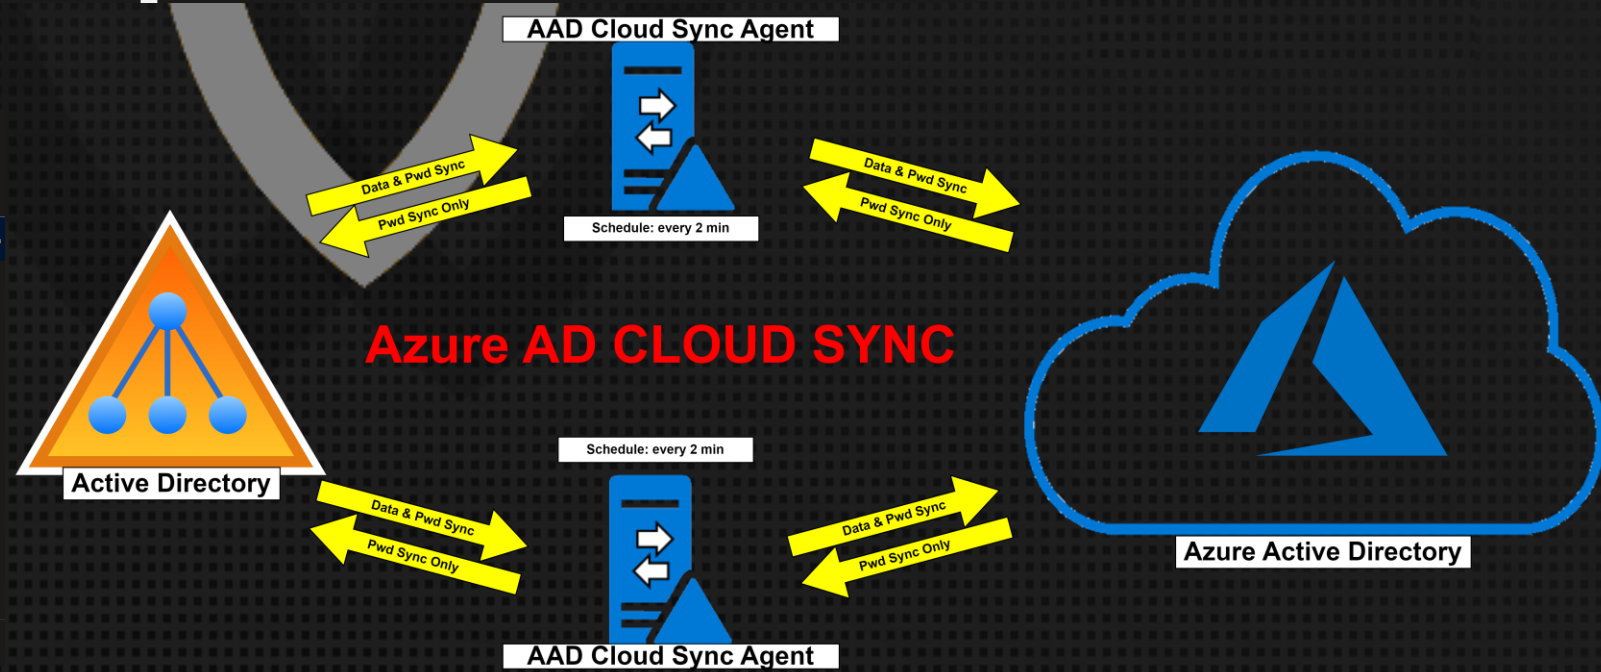 AAD Cloud Sync Agent
Data & Pwd Sync
Pwd Sync Only
Data & Pwd Sync
Pwd Sync Only
Schedule: every 2 min
Azure AD CLOUD SYNC
Schedule: every 2 min
Active Directory
Data & Pwd Sync
Pwd Sync Only
Data & Pwd Sync
Pwd Sync Only
Azure Active Directory
AAD Cloud Sync Agent